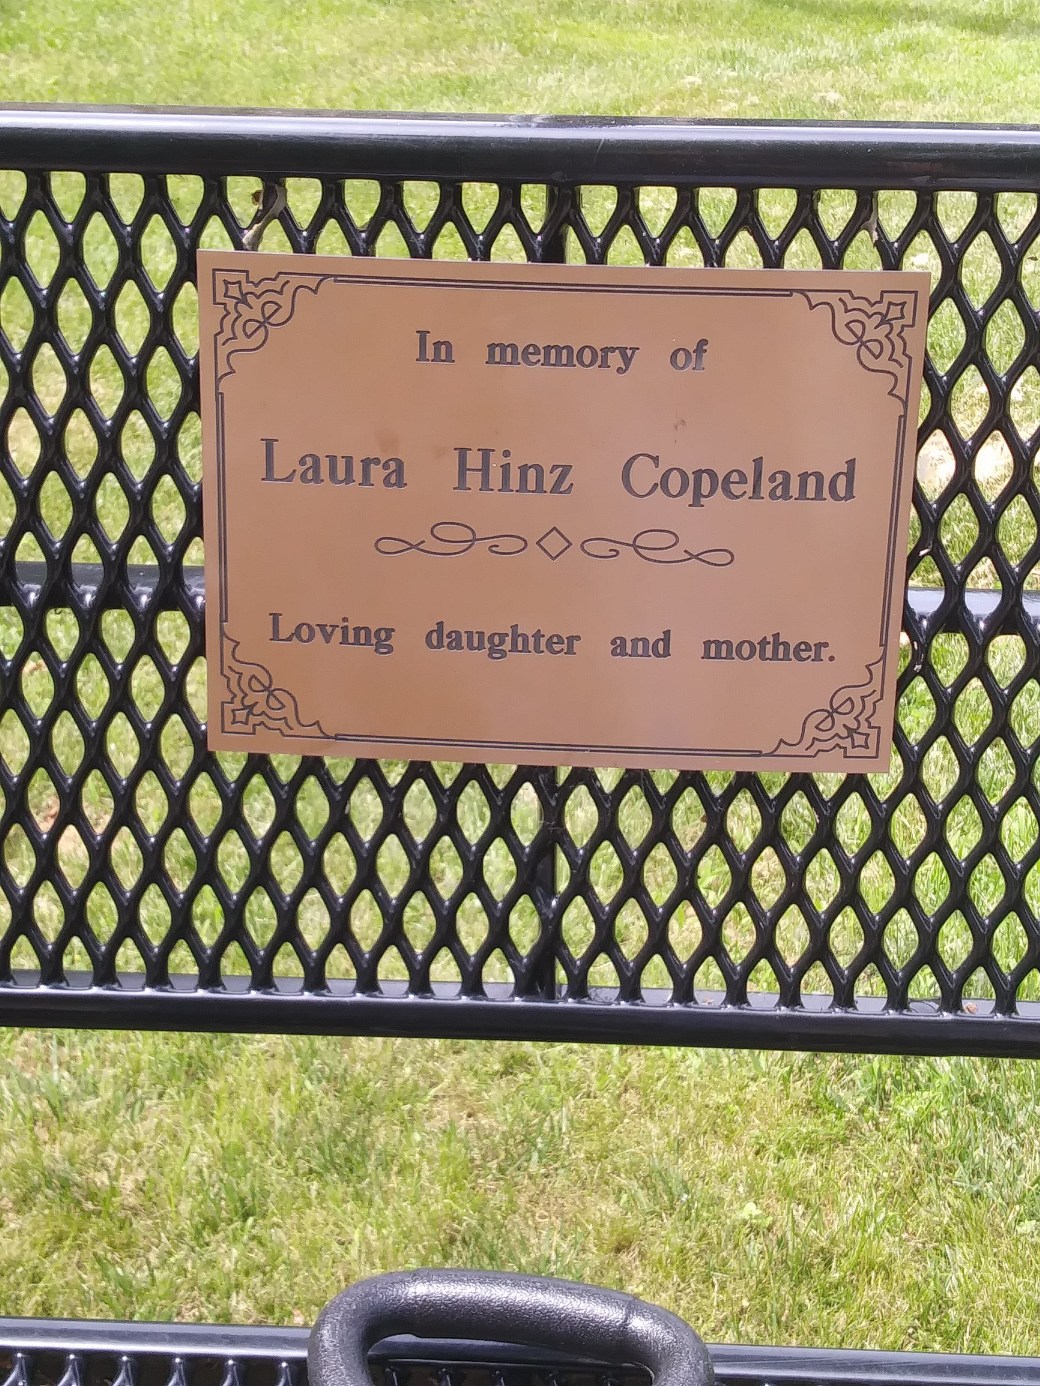 In memory of
Laura Hinz Copeland
Loving daughter and mother.